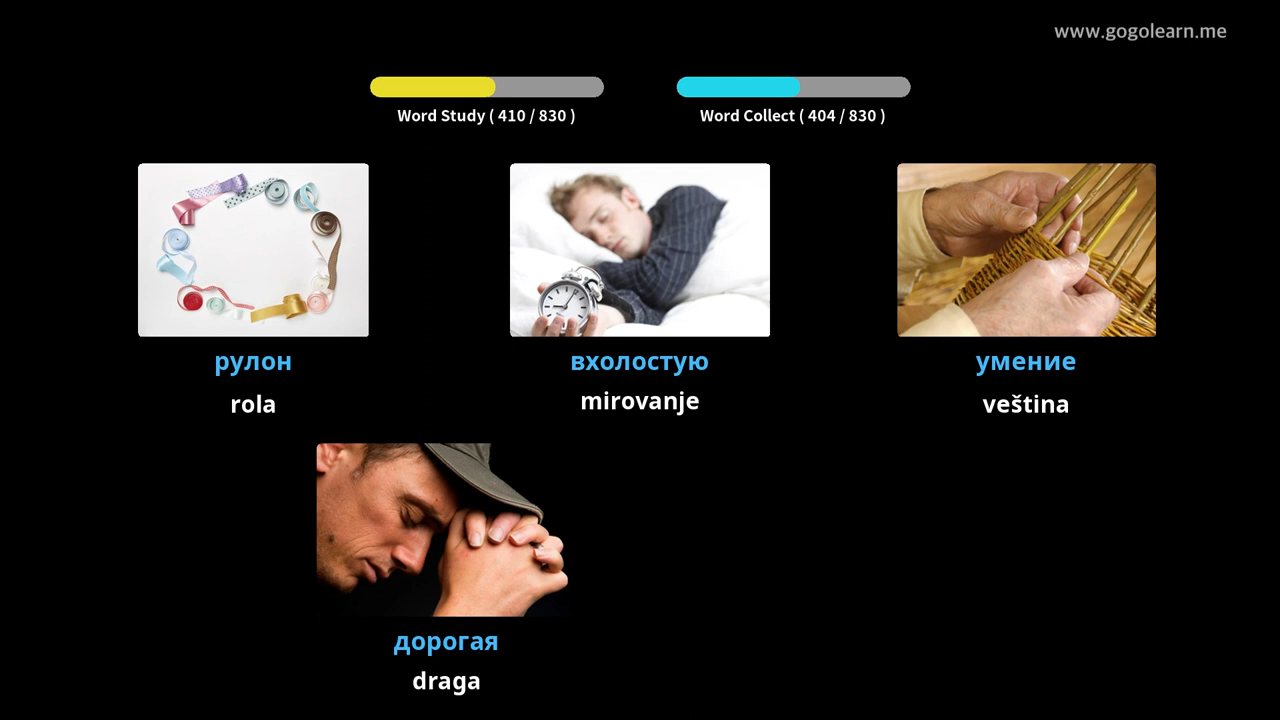 www.gogolearn.me
Word Study ( 410 / 830 )
Word Collect ( 404 / 830 )
рулон
rola
вхолостую
mirovanje
умение
veština
дорогая
draga